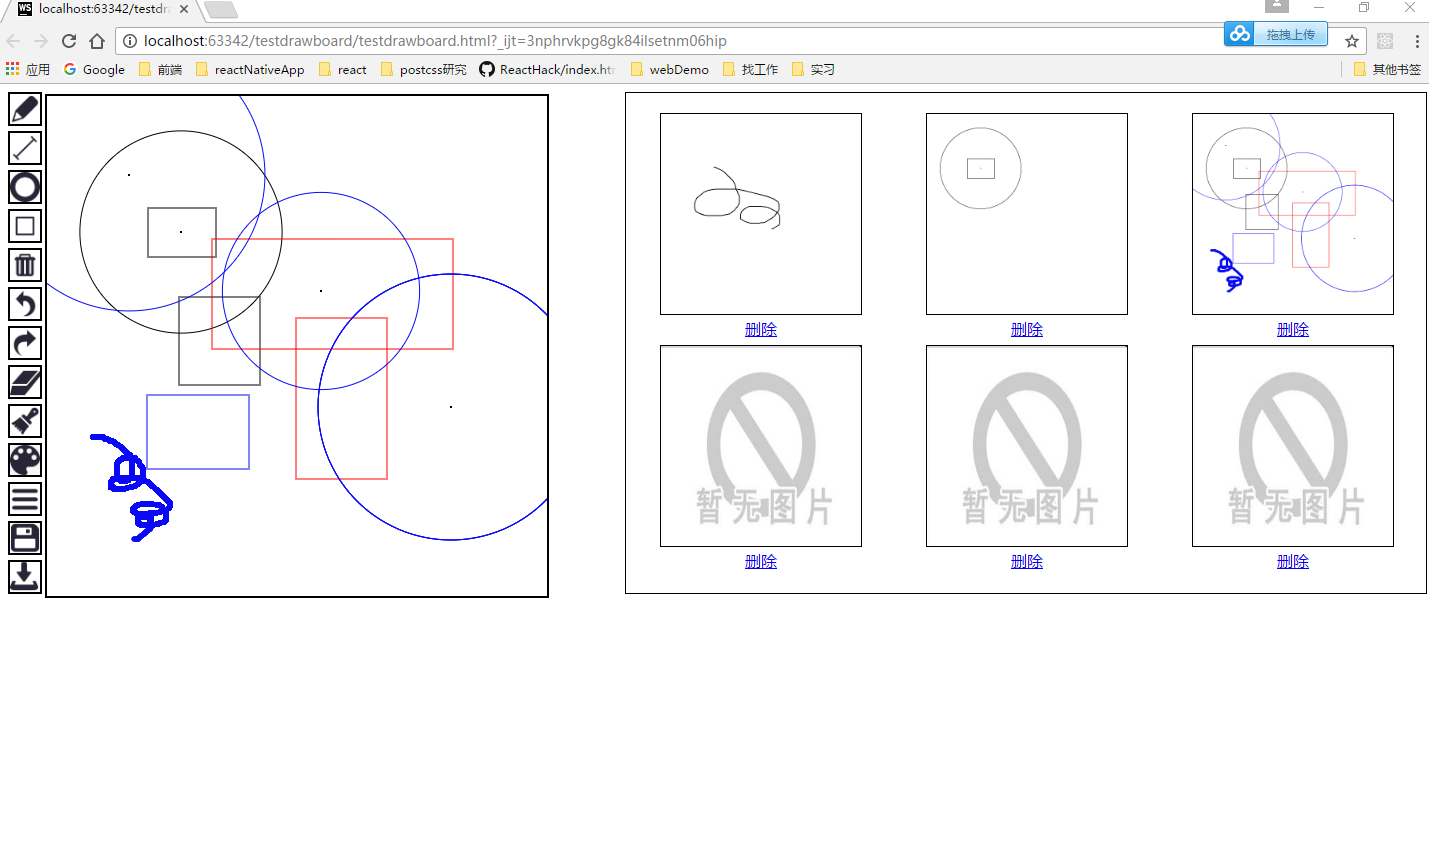 WS localhost:63342/testdra
localhost:63342/testdrawboard/testdrawboard.html?_ijt=3nphrvkpg8gk84ilsetnm06hip
拖拽上传
应用 Google 前端 reactNativeApp react postcss研究 ReactHack/index.htm webDemo 找工作 实习 其他书签
删除 删除 删除
暂无图片 暂无图片 暂无图片
删除 删除 删除